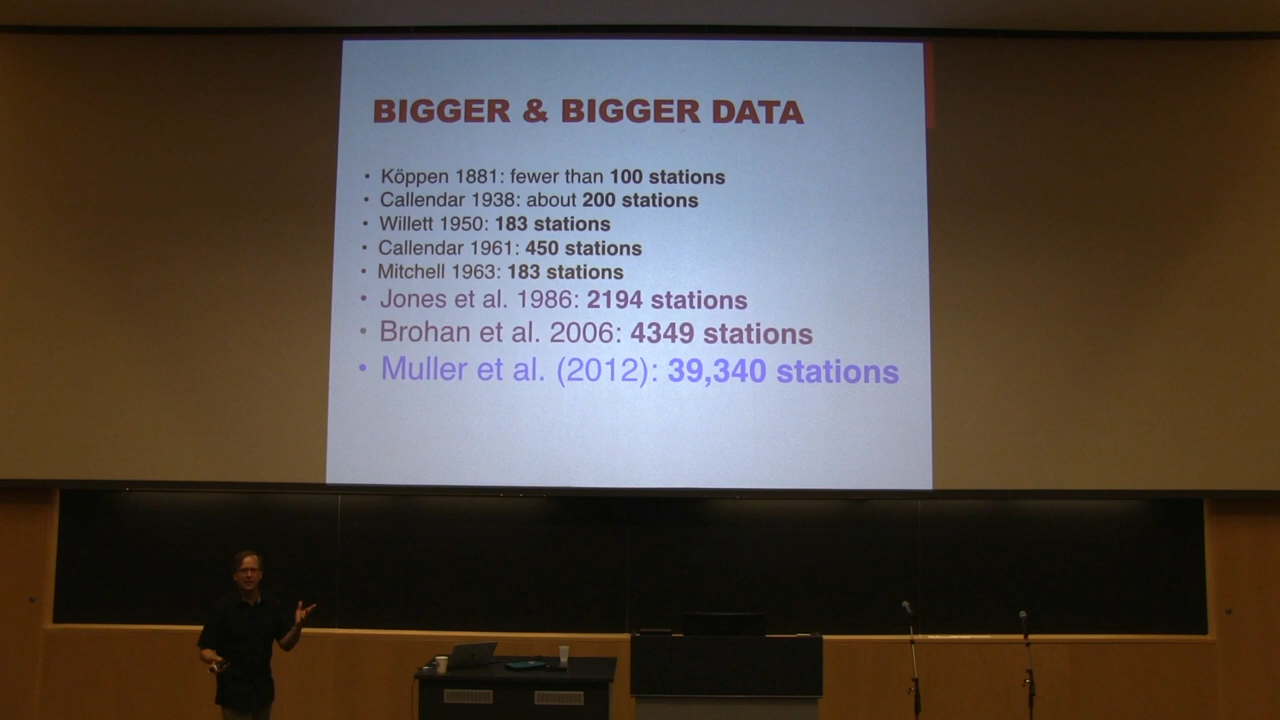 BIGGER & BIGGER DATA
• Köppen 1881: fewer than 100 stations
• Callendar 1938: about 200 stations
• Willett 1950: 183 stations
• Callendar 1961: 450 stations
• Mitchell 1963: 183 stations
• Jones et al. 1986: 2194 stations
• Brohan et al. 2006: 4349 stations
• Muller et al. (2012): 39,340 stations